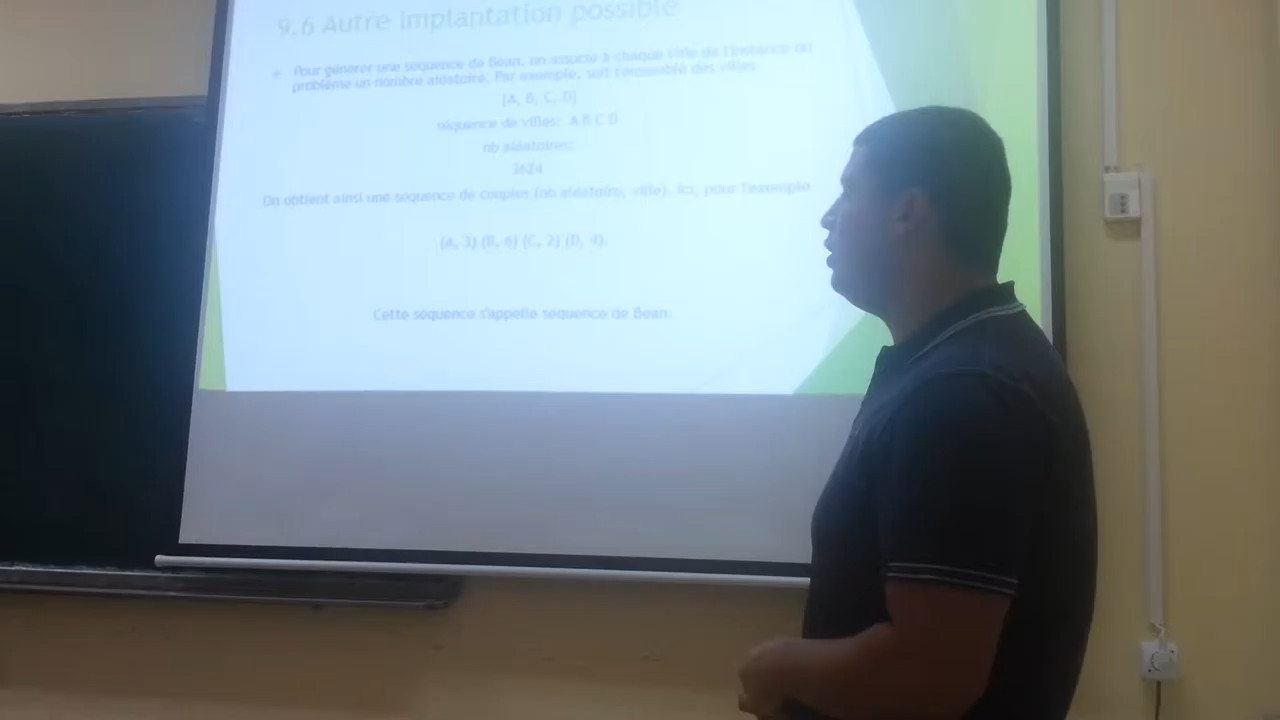 9.6 Autre implantation possible
Pour générer une séquence de Bean, on associe à chaque ville de l'instance du
problème un nombre aléatoire. Par exemple, soit l'ensemble des villes
{A, B, C, D}
séquence de villes: A B C D
nb aléatoires:
3624
On obtient ainsi une séquence de couples (nb aléatoire, ville). Ici, pour l'exemple
(A, 3) (B, 6) (C, 2) (D, 4).
Cette séquence s'appelle séquence de Bean.